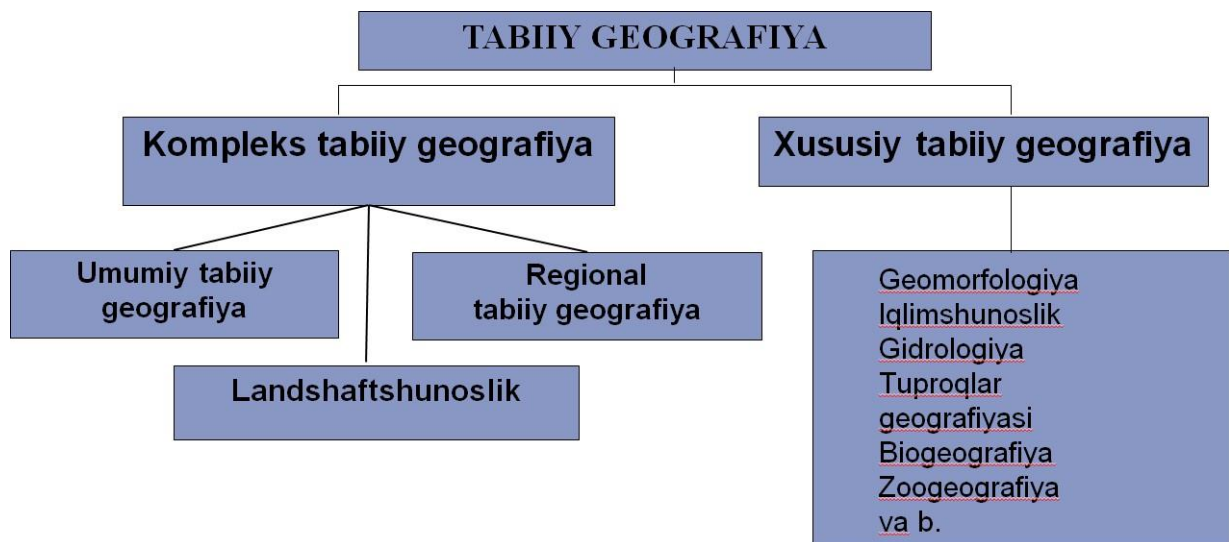 TABIIY GEOGRAFIYA
Kompleks tabiiy geografiya
Xususiy tabiiy geografiya
Umumiy tabiiy
geografiya
Regional
tabiiy geografiya
Landshaftshunoslik
Geomorfologiya
Iqlimshunoslik
Gidrologiya
Tuproqlar
geografiyasi
Biogeografiya
Zoogeografiya
va b.